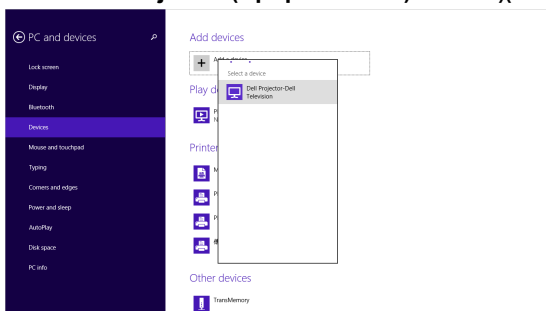 PC and devices
Lock screen
Display
Bluetooth
Devices
Mouse and touchpad
Typing
Corners and edges
Power and sleep
AutoPlay
Disk space
PC info
Add devices
Select a device
Dell Projector-Dell
Television
Play d
Printer
Other devices
TransMemory